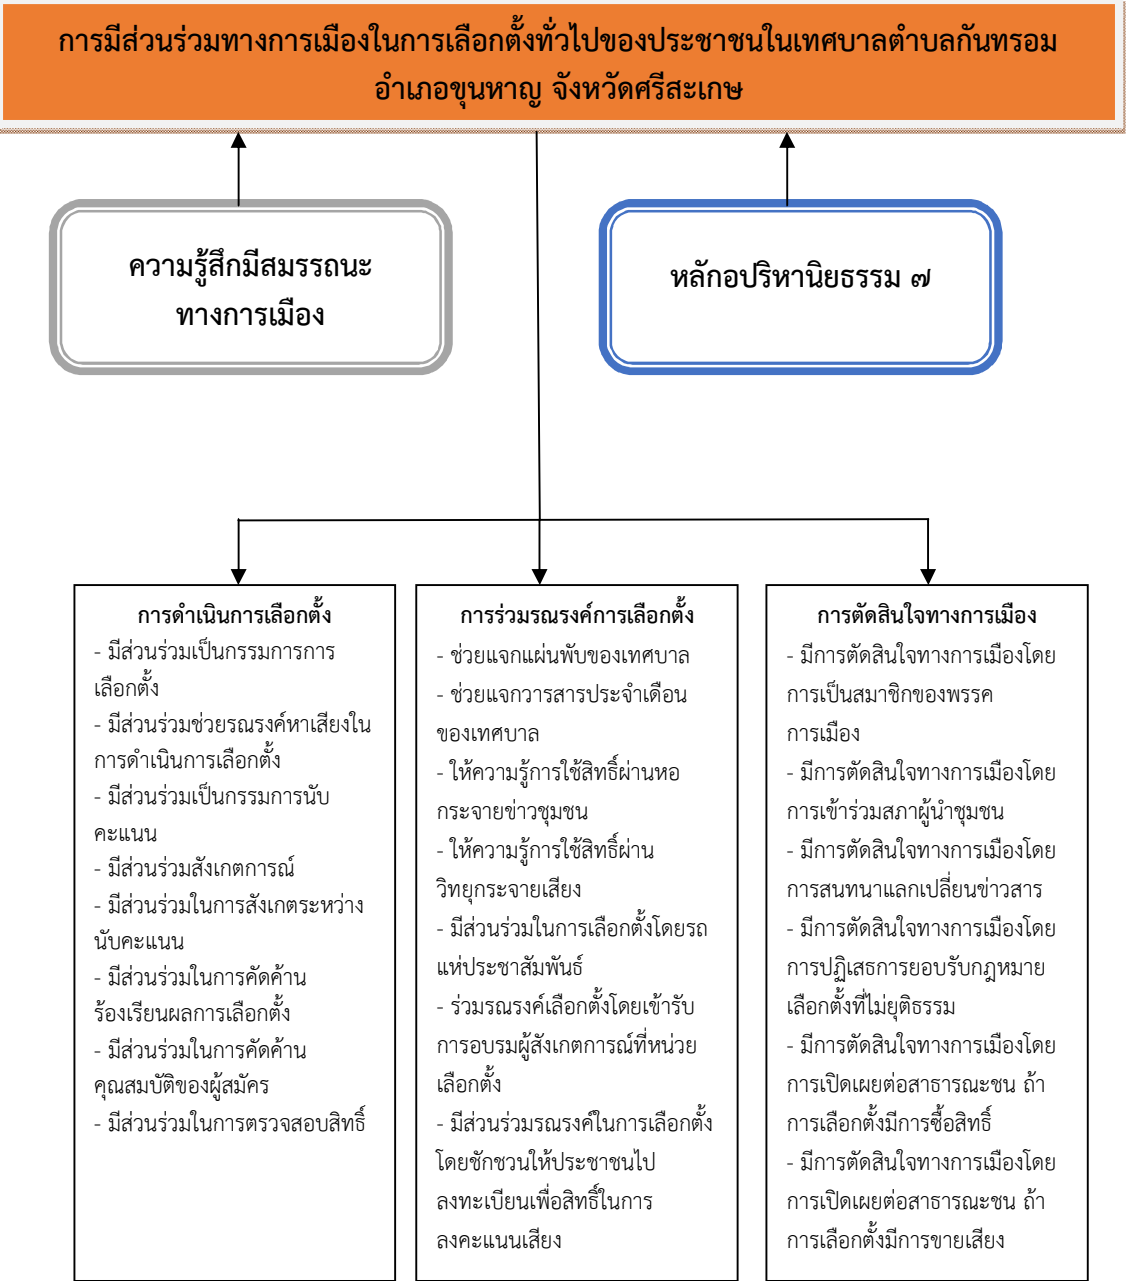 การมีส่วนร่วมทางการเมืองในการเลือกตั้งทั่วไปของประชาชนในเทศบาลตำบลกันทรอม
อำเภอขุนหาญ จังหวัดศรีสะเกษ
ความรู้สึกมีสมรรถนะ
ทางการเมือง
หลักอปริหานิยธรรม ๗
การดำเนินการเลือกตั้ง
- มีส่วนร่วมเป็นกรรมการการ
เลือกตั้ง
- มีส่วนร่วมช่วยรณรงค์หาเสียงใน
การดำเนินการเลือกตั้ง
- มีส่วนร่วมเป็นกรรมการนับ
คะแนน
- มีส่วนร่วมสังเกตการณ์
- มีส่วนร่วมในการสังเกตระหว่าง
นับคะแนน
- มีส่วนร่วมในการคัดค้าน
ร้องเรียนผลการเลือกตั้ง
- มีส่วนร่วมในการคัดค้าน
คุณสมบัติของผู้สมัคร
- มีส่วนร่วมในการตรวจสอบสิทธิ์
การร่วมรณรงค์การเลือกตั้ง
- ช่วยแจกแผ่นพับของเทศบาล
- ช่วยแจกวารสารประจำเดือน
ของเทศบาล
- ให้ความรู้การใช้สิทธิ์ผ่านหอ
กระจายข่าวชุมชน
- ให้ความรู้การใช้สิทธิ์ผ่าน
วิทยุกระจายเสียง
- มีส่วนร่วมในการเลือกตั้งโดยรถ
แห่ประชาสัมพันธ์
- ร่วมรณรงค์เลือกตั้งโดยเข้ารับ
การอบรมผู้สังเกตการณ์ที่หน่วย
เลือกตั้ง
- มีส่วนร่วมรณรงค์ในการเลือกตั้ง
โดยชักชวนให้ประชาชนไป
ลงทะเบียนเพื่อสิทธิ์ในการ
ลงคะแนนเสียง
การตัดสินใจทางการเมือง
- มีการตัดสินใจทางการเมืองโดย
การเป็นสมาชิกของพรรค
การเมือง
- มีการตัดสินใจทางการเมืองโดย
การเข้าร่วมสภาผู้นำชุมชน
- มีการตัดสินใจทางการเมืองโดย
การสนทนาแลกเปลี่ยนข่าวสาร
- มีการตัดสินใจทางการเมืองโดย
การปฏิเสธการยอบรับกฎหมาย
เลือกตั้งที่ไม่ยุติธรรม
- มีการตัดสินใจทางการเมืองโดย
การเปิดเผยต่อสาธารณะชน ถ้า
การเลือกตั้งมีการซื้อสิทธิ์
- มีการตัดสินใจทางการเมืองโดย
การเปิดเผยต่อสาธารณะชน ถ้า
การเลือกตั้งมีการขายเสียง